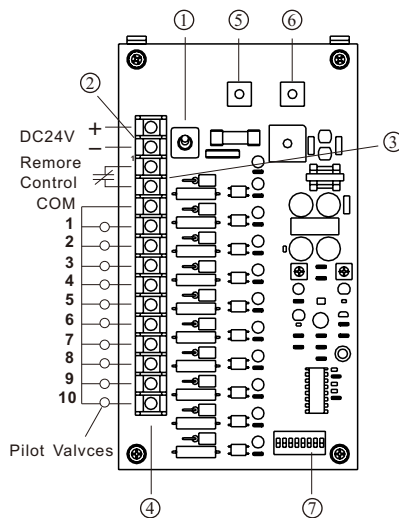 ① ⑤ ⑥
②
③
DC24V + −
Remore
Control
COM
1
2
3
4
5
6
7
8
9
10
Pilot Valvces
④ ⑦